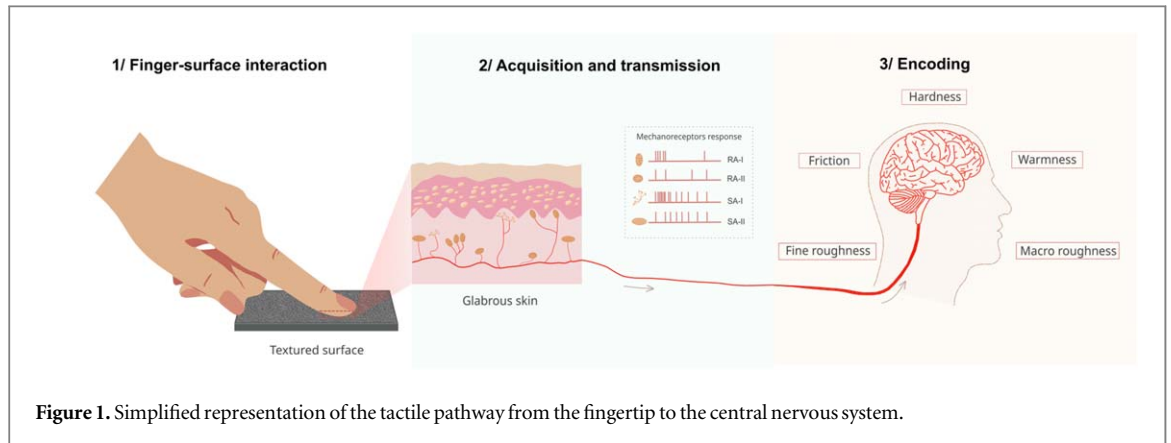 1/ Finger-surface interaction
2/ Acquisition and transmission
3/ Encoding
Hardness
Mechanoreceptors response
RA-I
RA-II
SA-I
SA-II
Friction
Warmness
Fine roughness
Macro roughness
Glabrous skin
Textured surface
Figure 1. Simplified representation of the tactile pathway from the fingertip to the central nervous system.